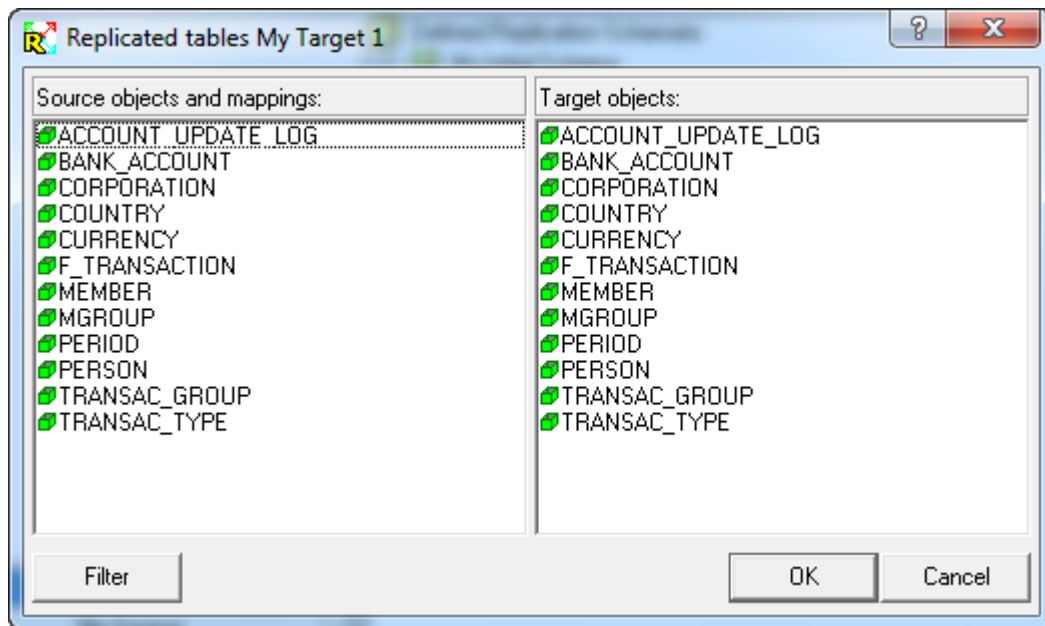 Replicated tables My Target 1
Source objects and mappings:
ACCOUNT_UPDATE_LOG
BANK_ACCOUNT
CORPORATION
COUNTRY
CURRENCY
F_TRANSACTION
MEMBER
MGROUP
PERIOD
PERSON
TRANSAC_GROUP
TRANSAC_TYPE
Target objects:
ACCOUNT_UPDATE_LOG
BANK_ACCOUNT
CORPORATION
COUNTRY
CURRENCY
F_TRANSACTION
MEMBER
MGROUP
PERIOD
PERSON
TRANSAC_GROUP
TRANSAC_TYPE
Filter
OK
Cancel